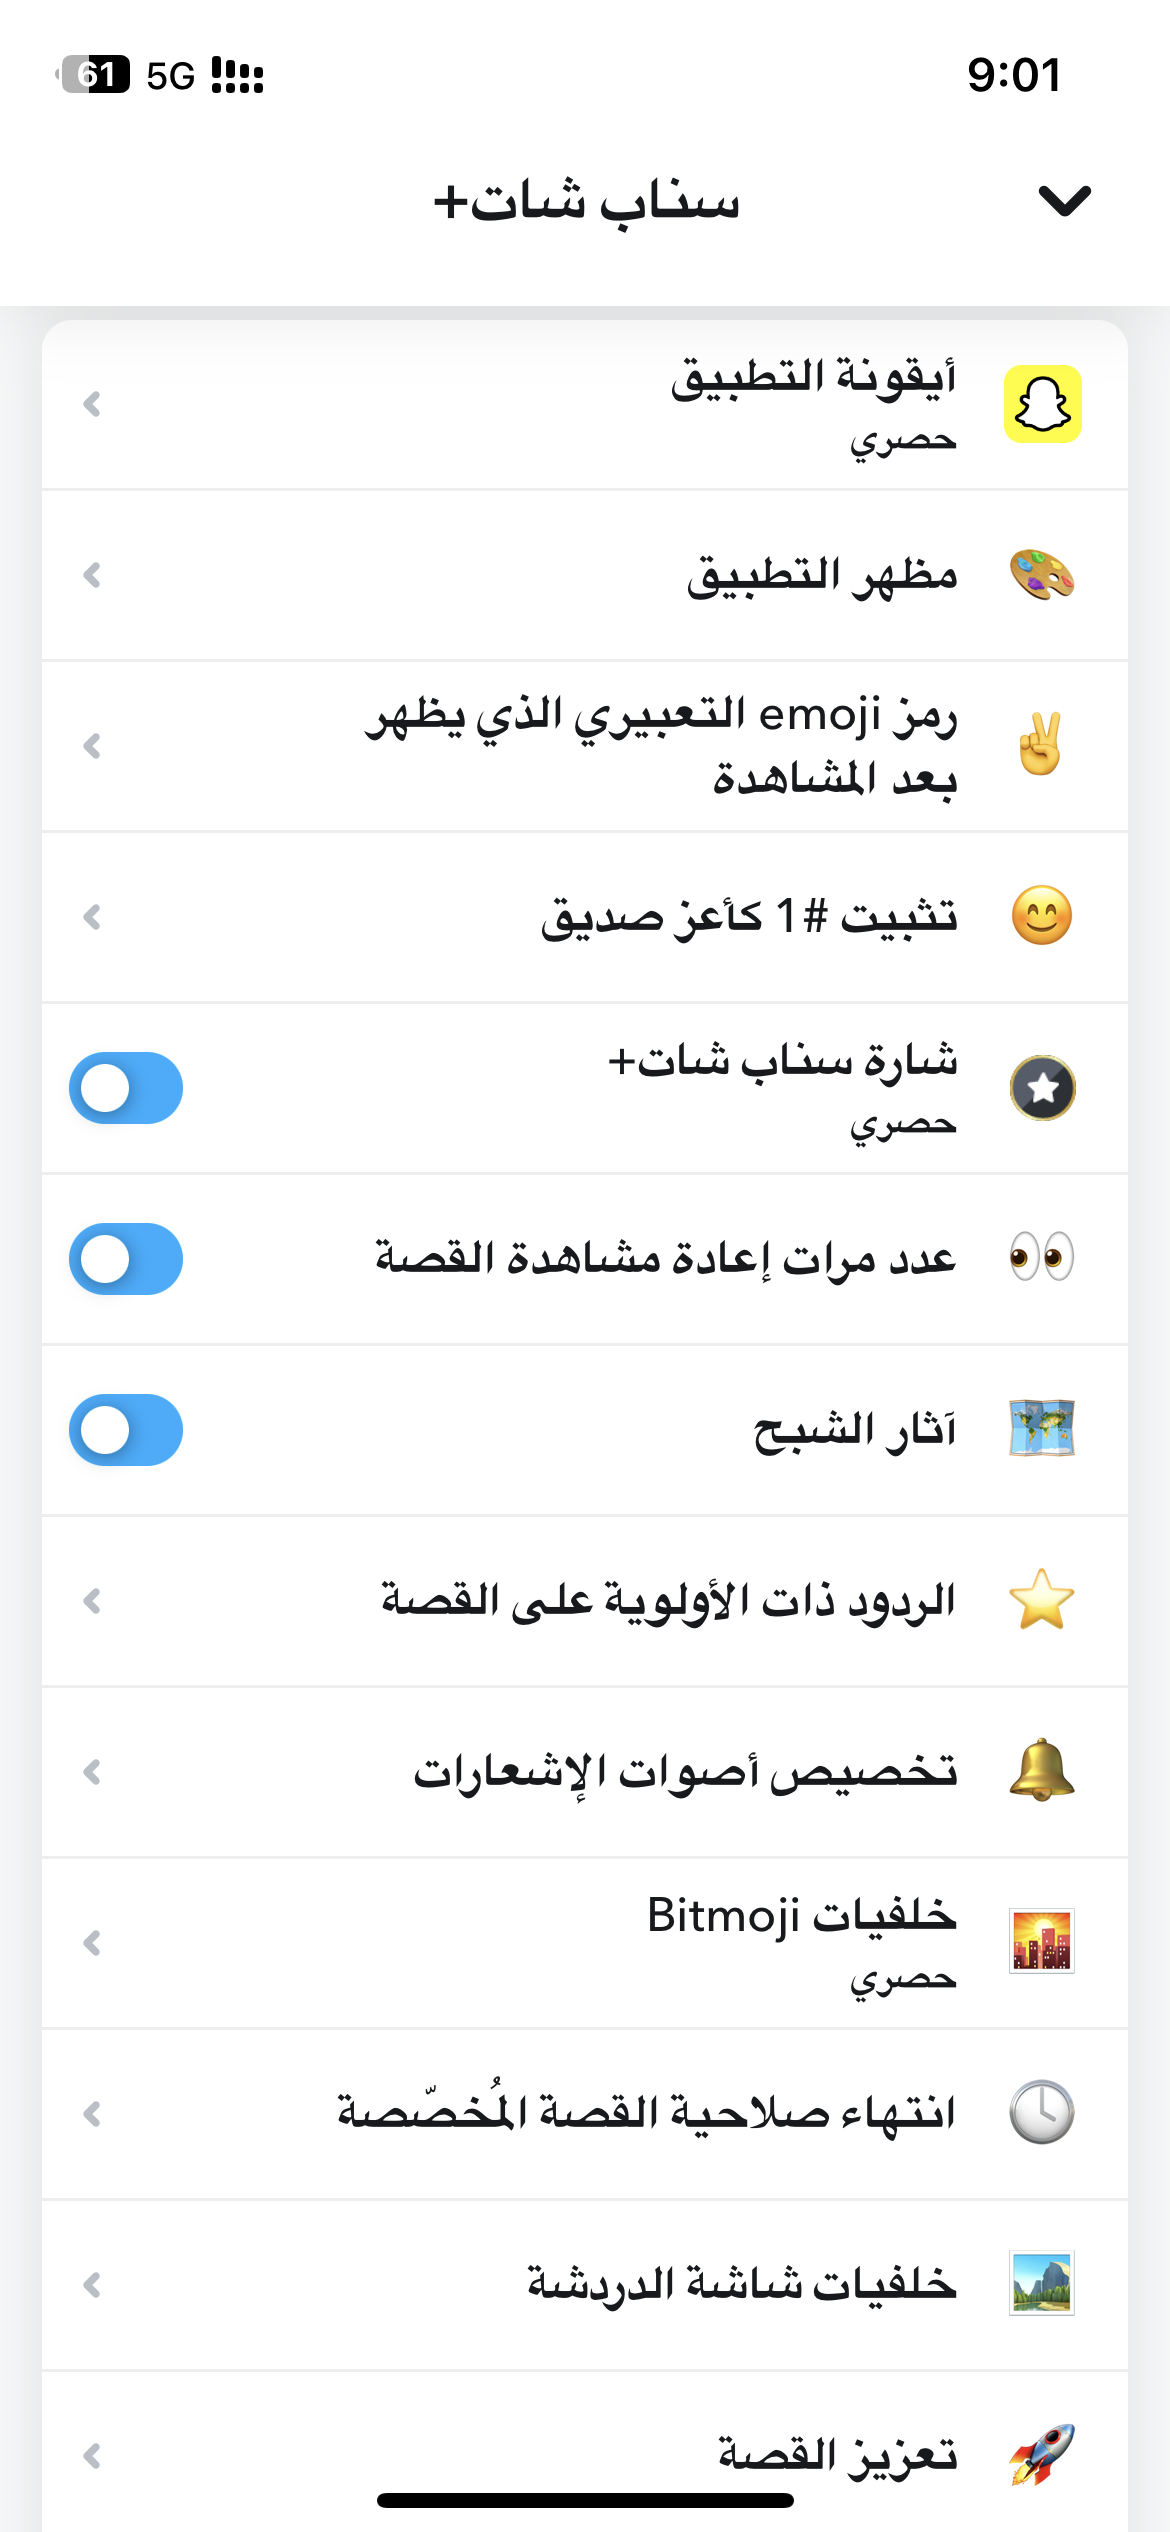 9:01
5G
61
سناب شات+
أيقونة التطبيق
حصري
مظهر التطبيق
رمز emoji التعبيري الذي يظهر
بعد المشاهدة
تثبيت #1 كأعز صديق
شارة سناب شات+
حصري
عدد مرات إعادة مشاهدة القصة
آثار الشبح
الردود ذات الأولوية على القصة
تخصيص أصوات الإشعارات
خلفيات Bitmoji
حصري
انتهاء صلاحية القصة المُخصّصة
خلفيات شاشة الدردشة
تعزيز القصة